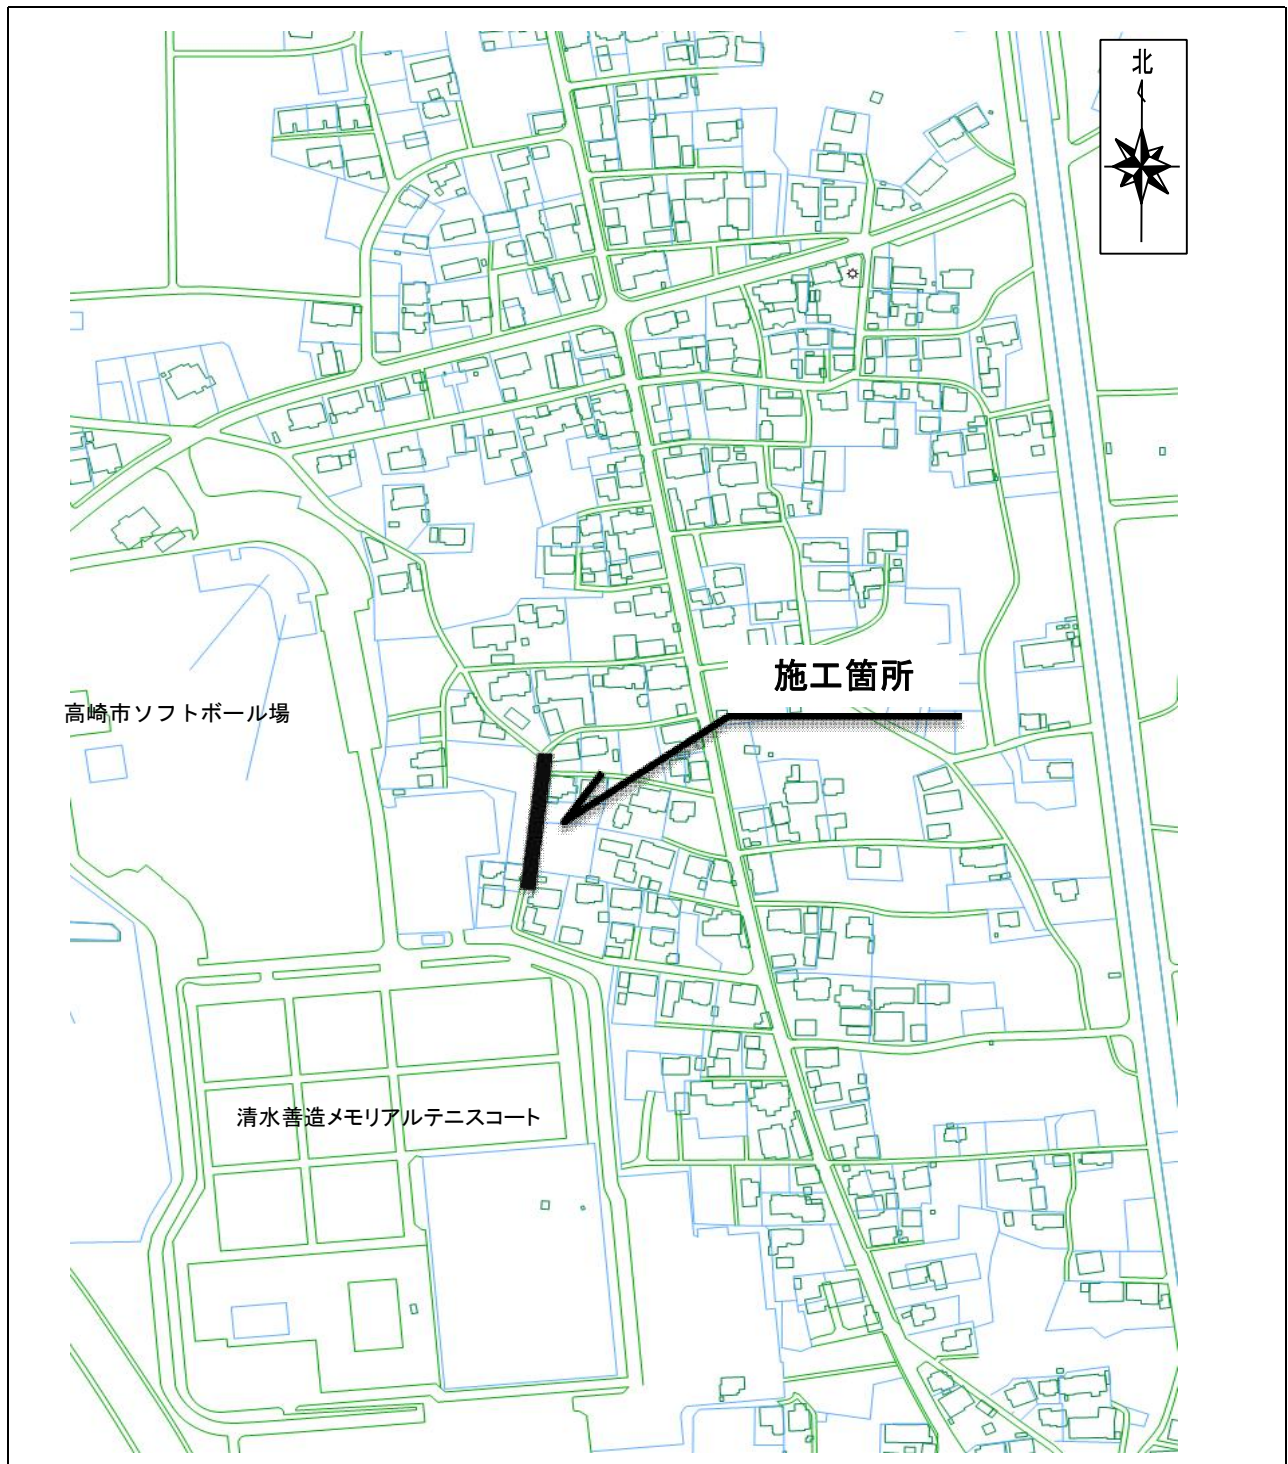 北
施工箇所
高崎市ソフトボール場
清水善造メモリアルテニスコート